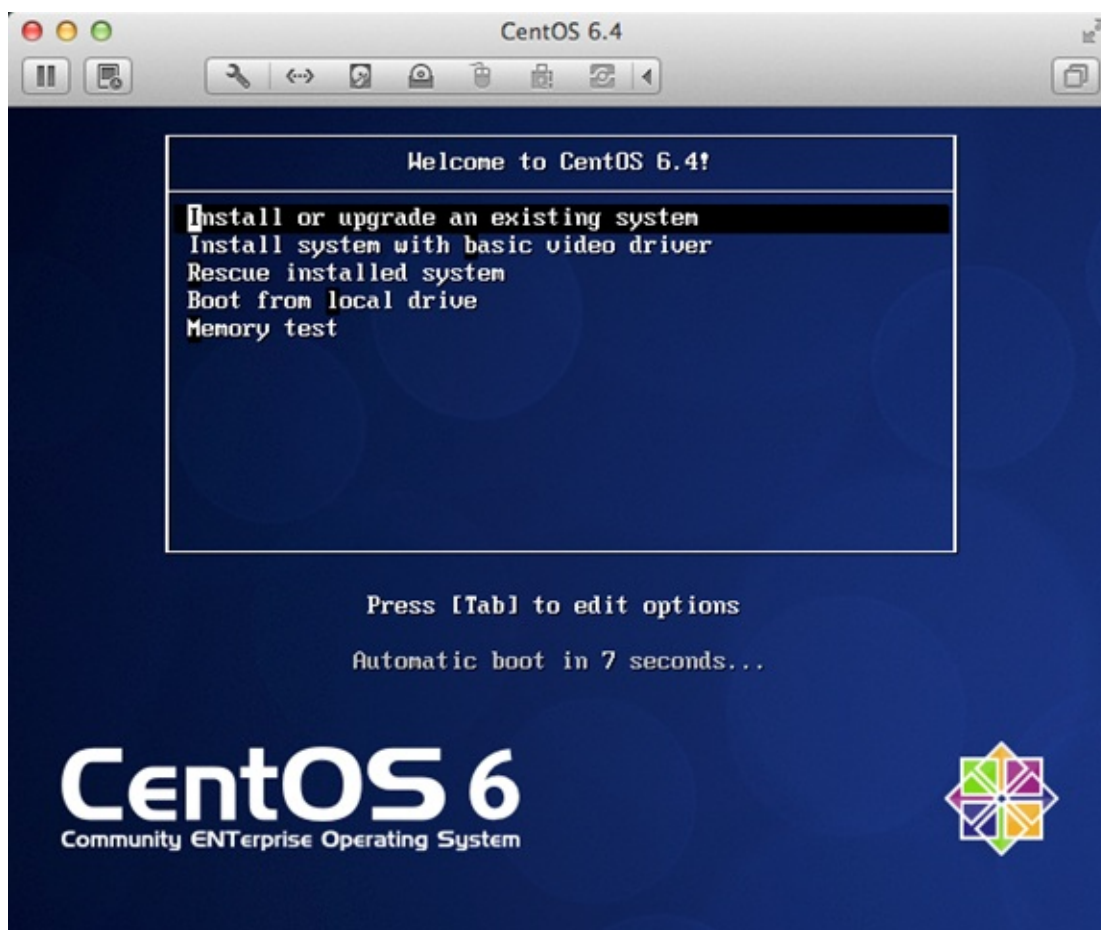 CentOS 6.4
Welcome to CentOS 6.4!
Install or upgrade an existing system
Install system with basic video driver
Rescue installed system
Boot from local drive
Memory test
Press [Tab] to edit options
Automatic boot in 7 seconds...
CentOS 6
Community ENTerprise Operating System